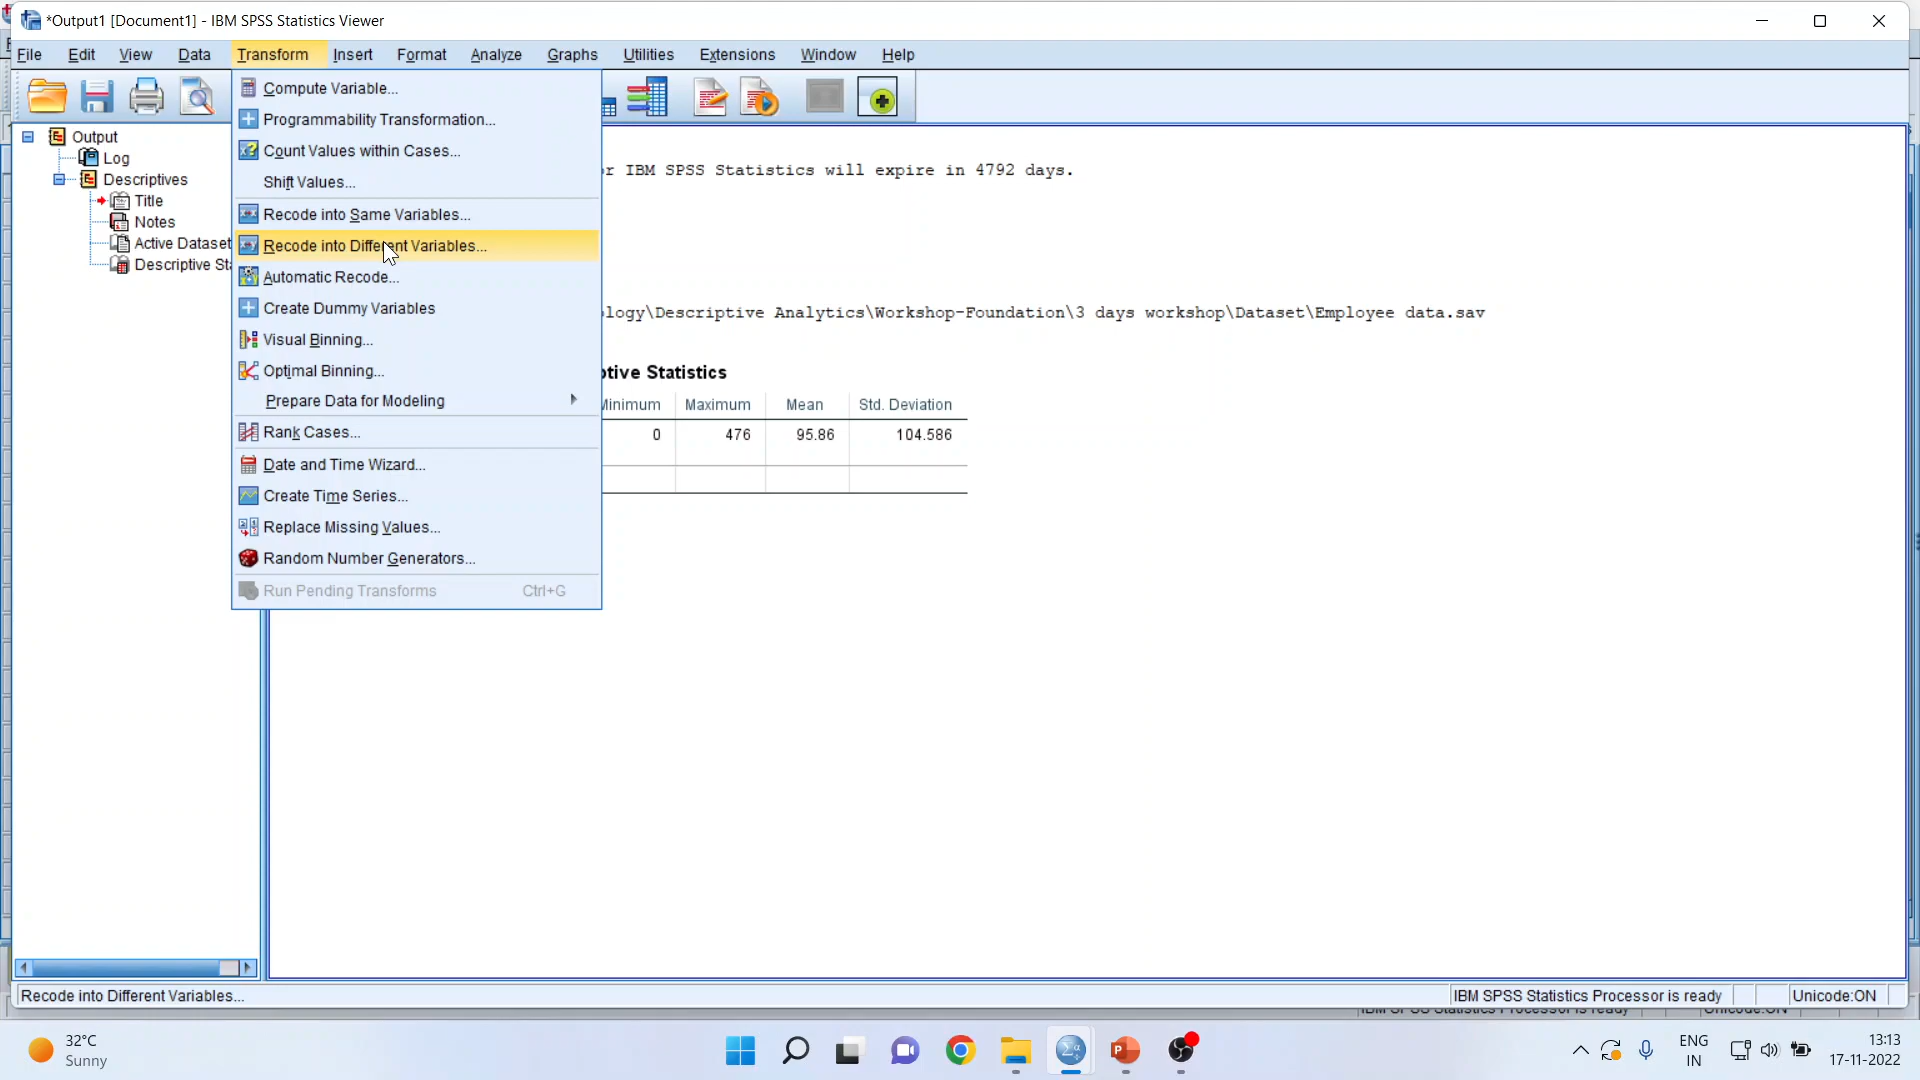 *Output1 [Document1] - IBM SPSS Statistics Viewer
File Edit View Data Transform Insert Format Analyze Graphs Utilities Extensions Window Help
Compute Variable...
Programmability Transformation...
Count Values within Cases...
Shift Values...
Recode into Same Variables...
Recode into Different Variables...
Automatic Recode...
Create Dummy Variables
Visual Binning...
Optimal Binning...
Prepare Data for Modeling
Rank Cases...
Date and Time Wizard...
Create Time Series...
Replace Missing Values...
Random Number Generators...
Run Pending Transforms Ctrl+G
Output
Log
Descriptives
Title
Notes
Active Dataset
Descriptive
r IBM SPSS Statistics will expire in 4792 days.
logy\Descriptive Analytics\Workshop-Foundation\3 days workshop\Dataset\Employee data.sav
ptive Statistics
Minimum Maximum Mean Std. Deviation
0 476 95.86 104.586
Recode into Different Variables... IBM SPSS Statistics Processor is ready Unicode:ON
32°C
Sunny
ENG
IN
13:13
17-11-2022